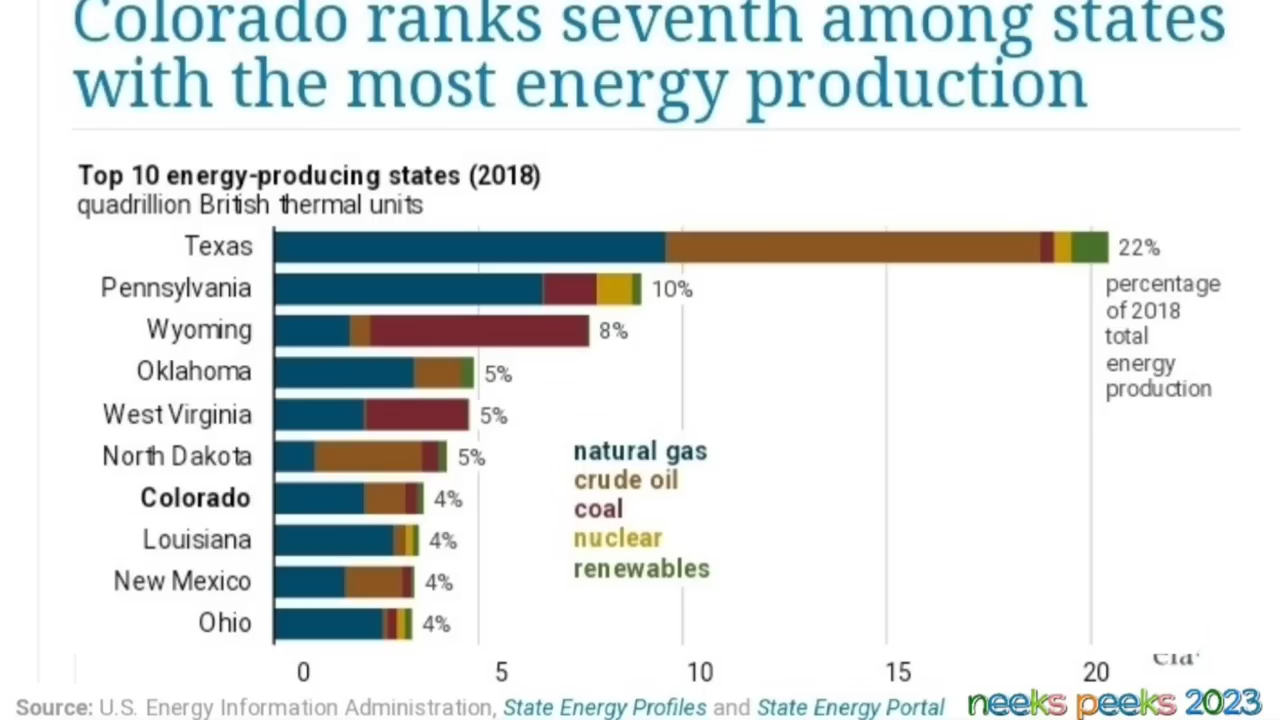 Colorado ranks seventh among states
with the most energy production
Top 10 energy-producing states (2018)
quadrillion British thermal units
Texas 22%
Pennsylvania 10%
Wyoming 8%
Oklahoma 5%
West Virginia 5%
North Dakota 5%
Colorado 4%
Louisiana 4%
New Mexico 4%
Ohio 4%
percentage
of 2018
total
energy
production
natural gas
crude oil
coal
nuclear
renewables
0 5 10 15 20
eia
Source: U.S. Energy Information Administration, State Energy Profiles and State Energy Portal
neeks peeks 2023